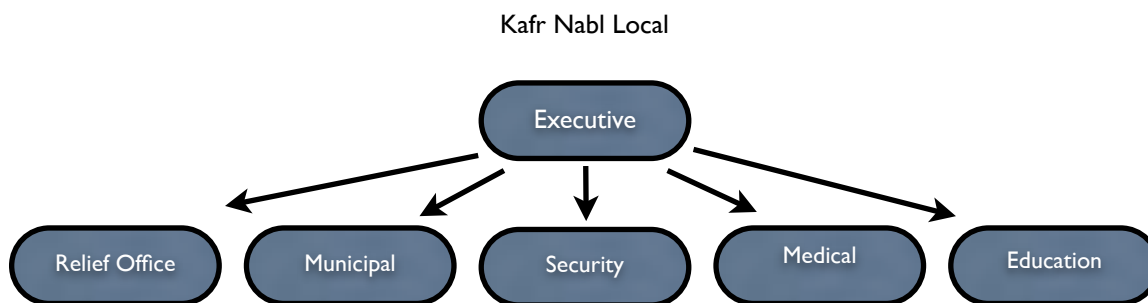 Kafr Nabl Local
Executive
Relief Office
Municipal
Security
Medical
Education